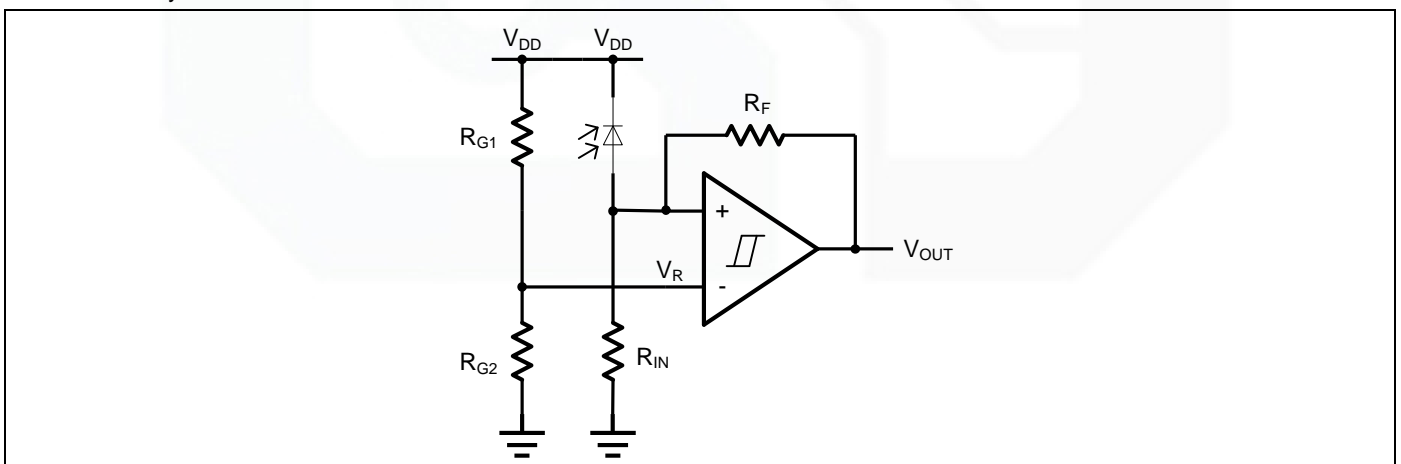 V_DD V_DD
R_F
R_G1
+
V_OUT
V_R
-
R_G2
R_IN